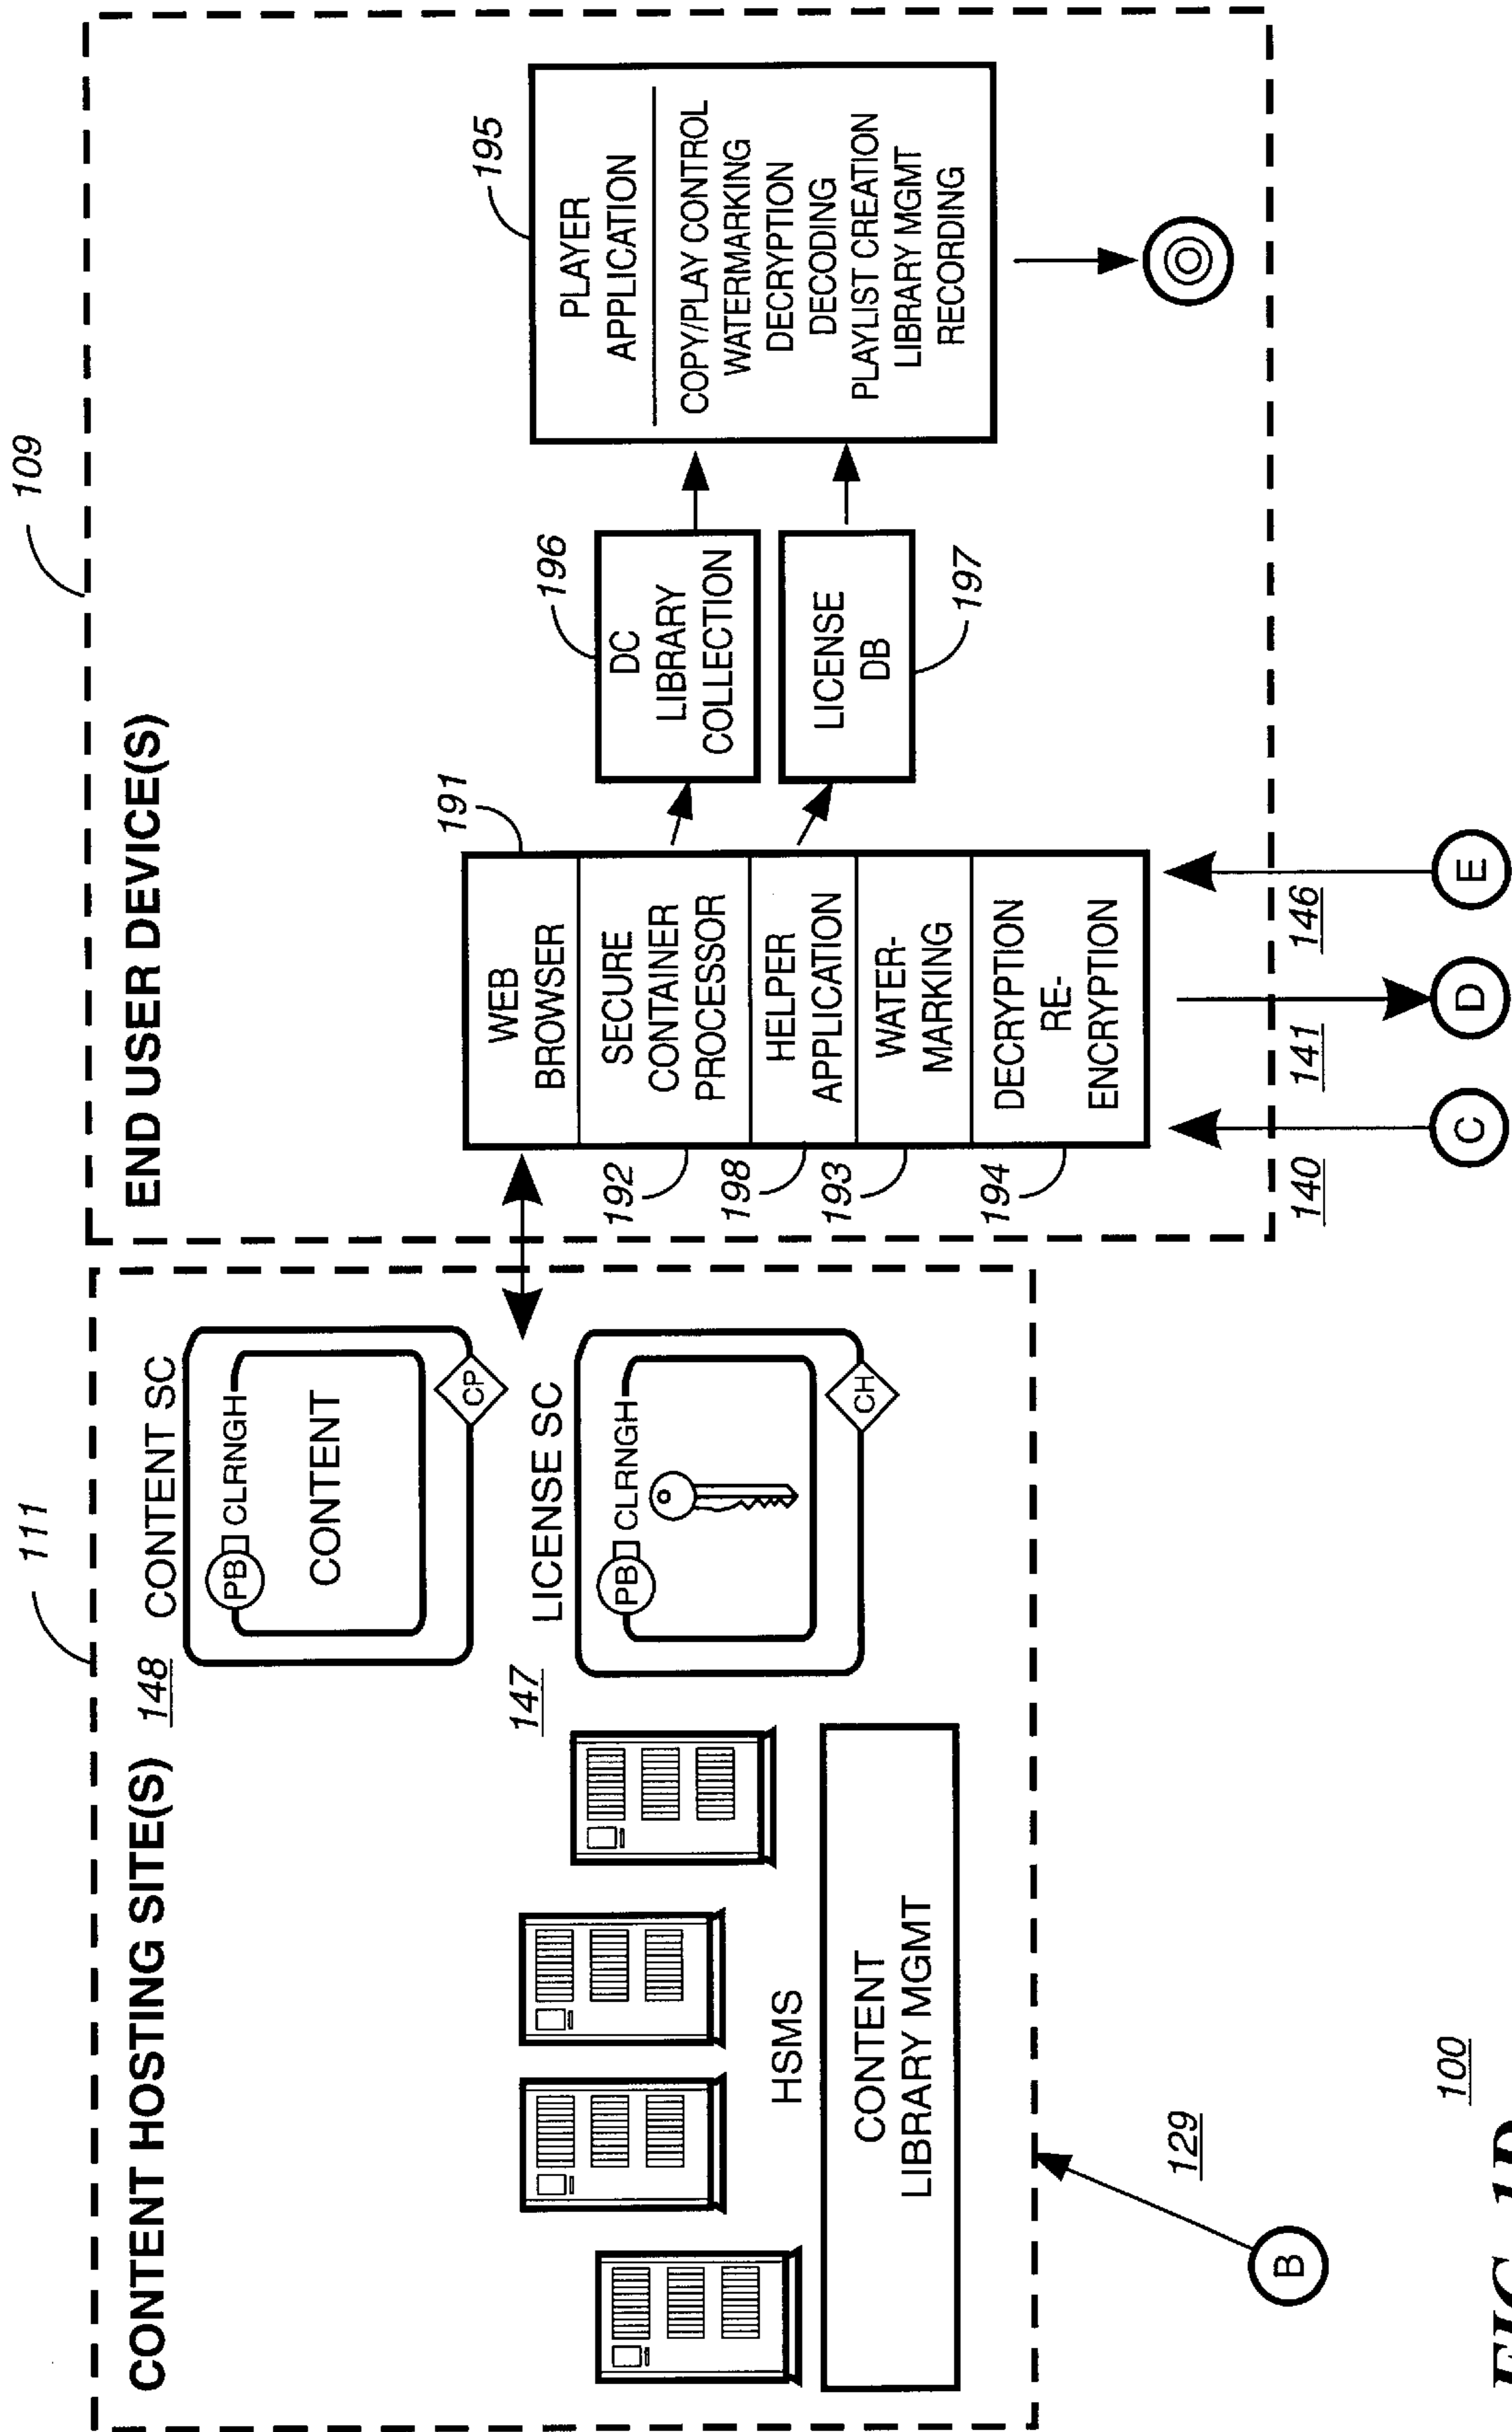 111
109
CONTENT HOSTING SITE(S)
148
CONTENT SC
PB
CLRNGH
CONTENT
CP
147
LICENSE SC
PB
CLRNGH
CH
HSMS
CONTENT
LIBRARY MGMT
129
B
END USER DEVICE(S)
191
WEB
BROWSER
192
SECURE
CONTAINER
PROCESSOR
198
HELPER
APPLICATION
193
WATER-
MARKING
194
DECRYPTION
RE-
ENCRYPTION
196
DC
LIBRARY
COLLECTION
LICENSE
DB
197
195
PLAYER
APPLICATION
COPY/PLAY CONTROL
WATERMARKING
DECRYPTION
DECODING
PLAYLIST CREATION
LIBRARY MGMT
RECORDING
140
141
146
C
D
E
100